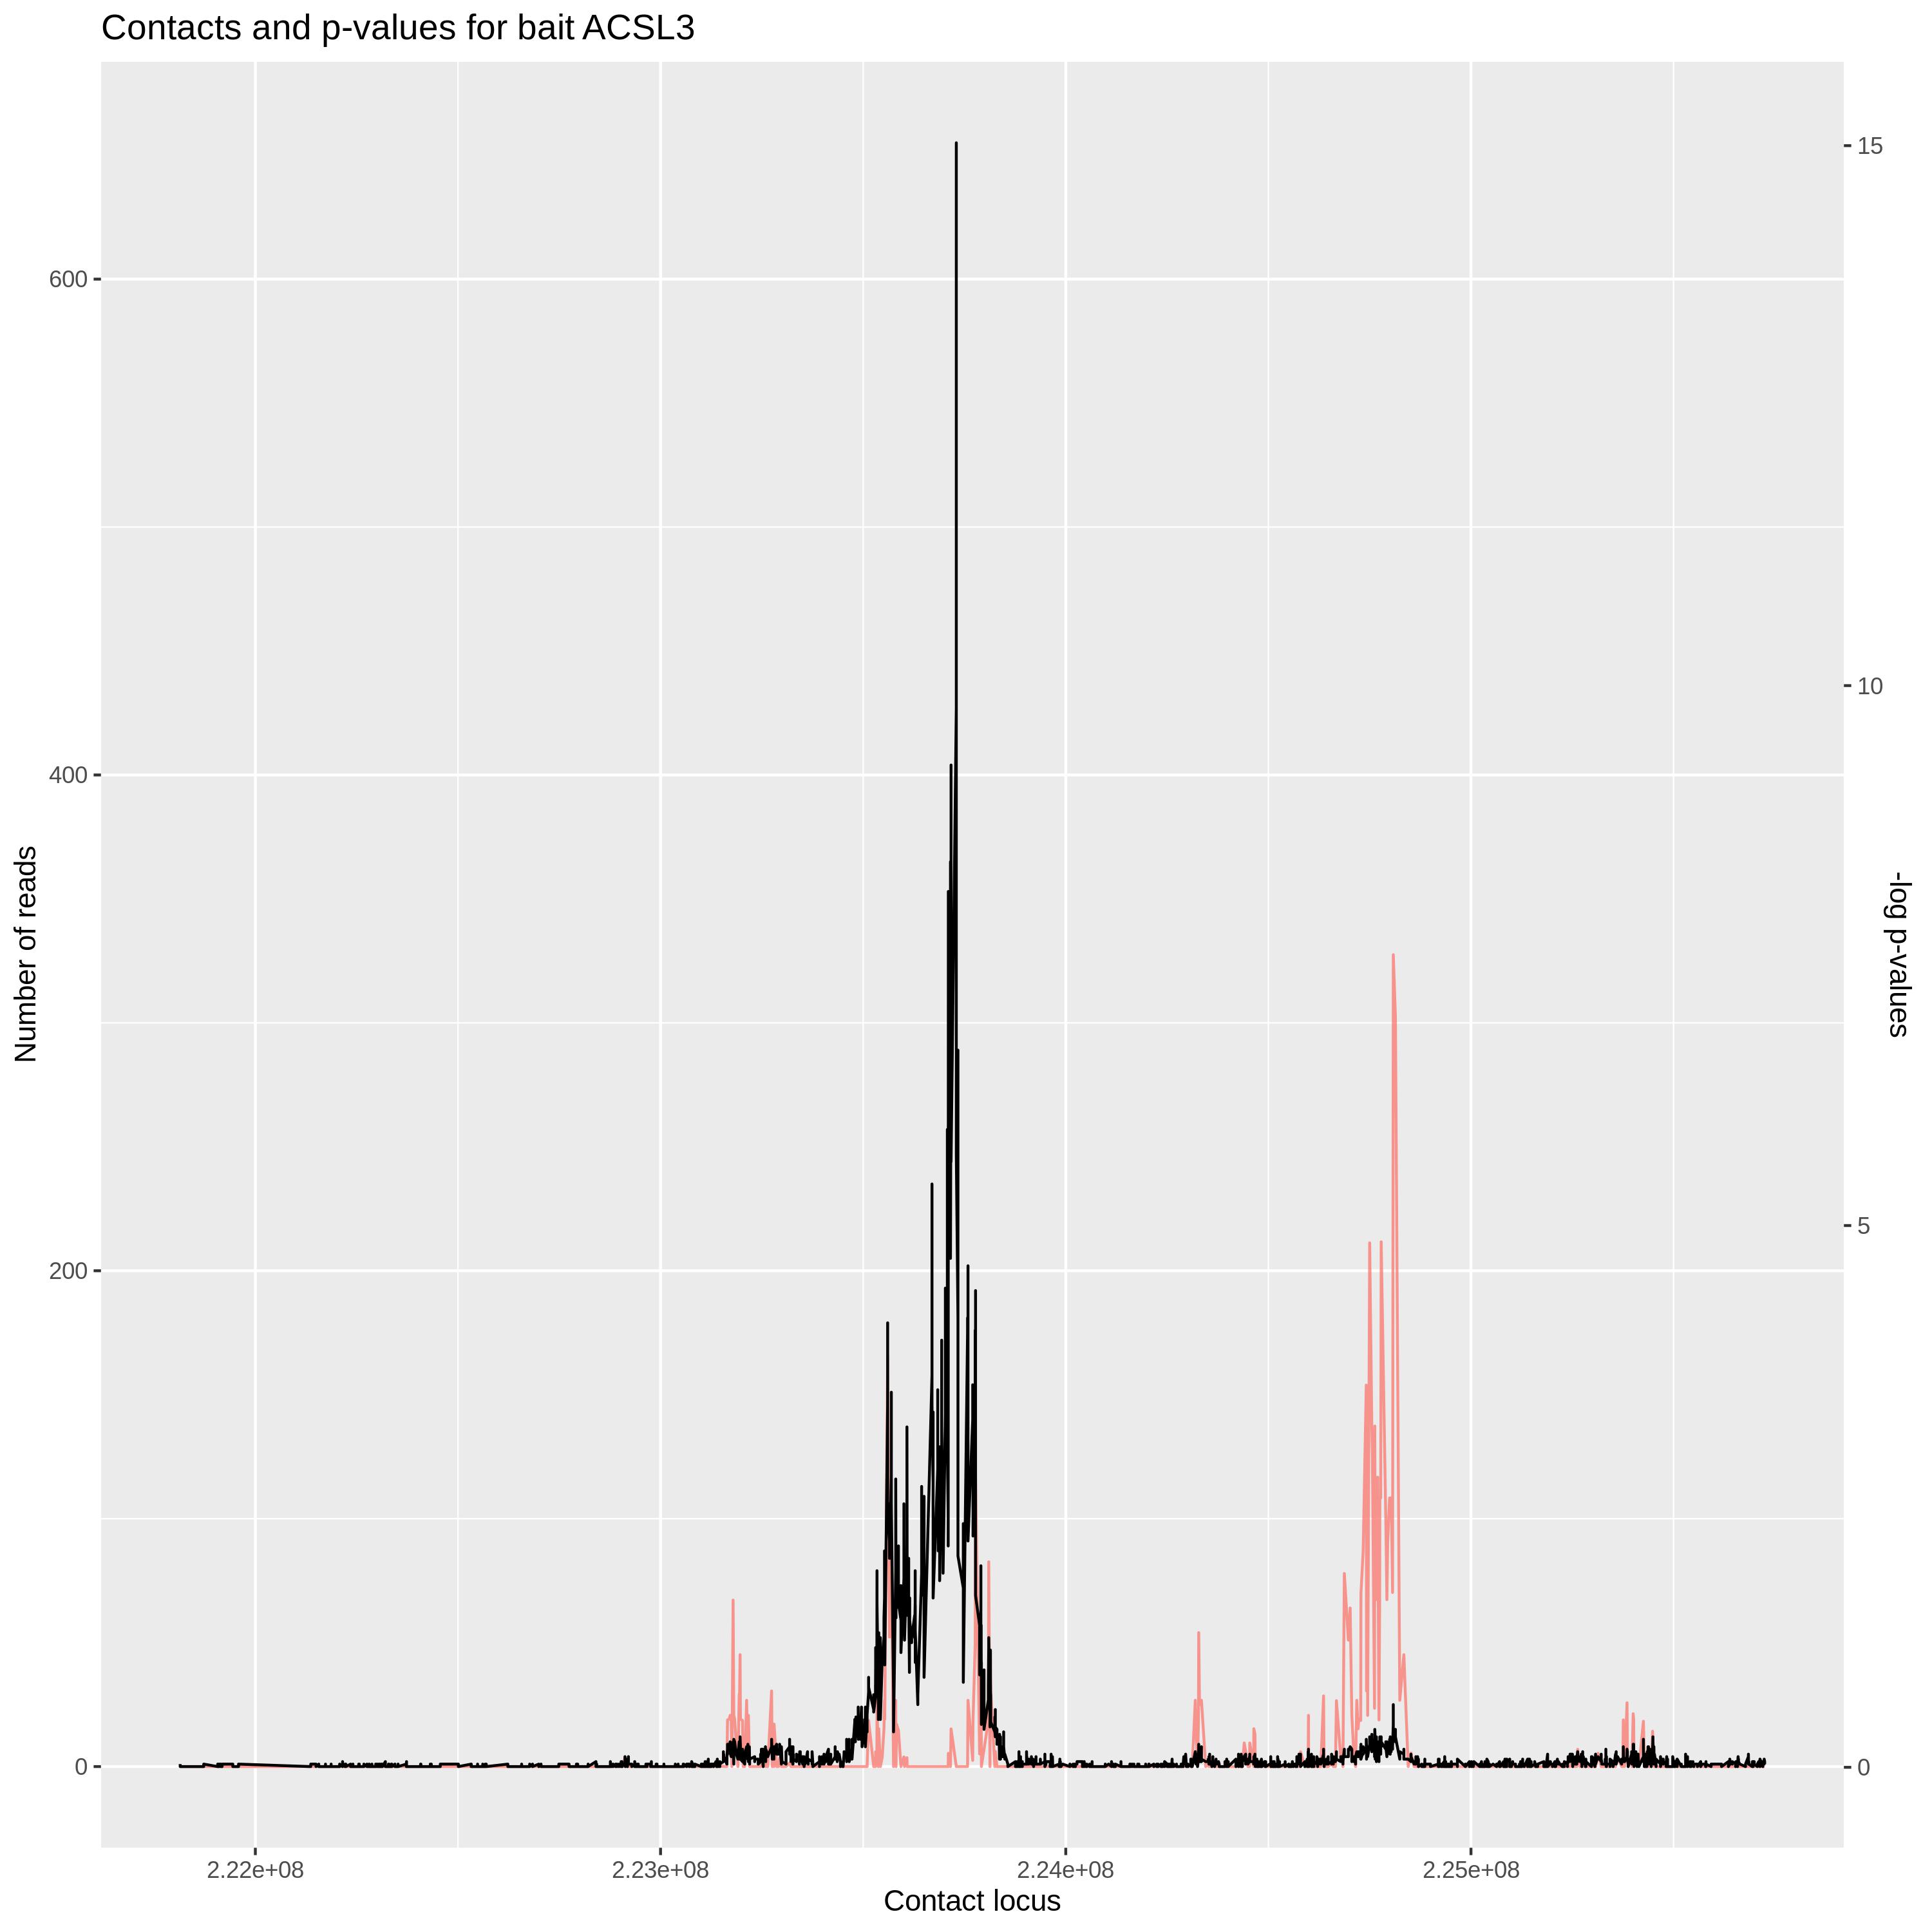 Contacts and p-values for bait ACSL3
Number of reads
600
400
200
0
15
10
5
0
-log p-values
2.22e+08
2.23e+08
2.24e+08
2.25e+08
Contact locus